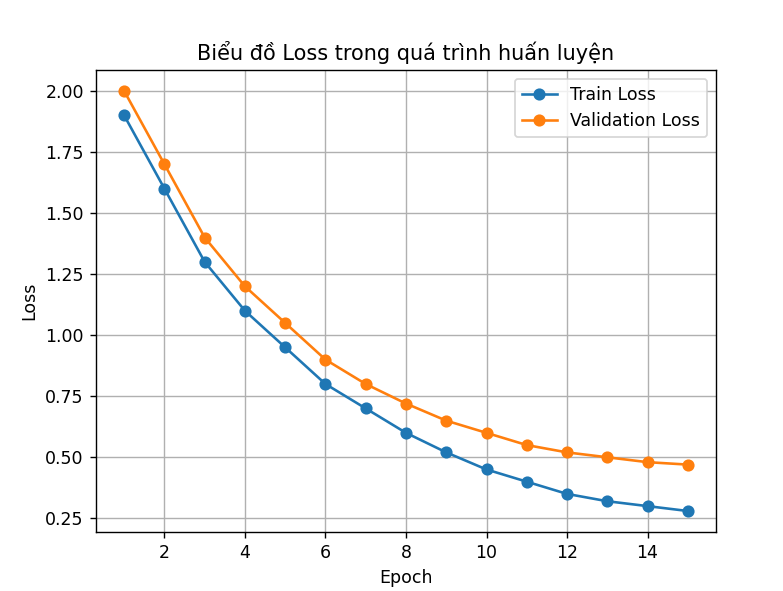 Biểu đồ Loss trong quá trình huấn luyện
Train Loss
Validation Loss
2.00
1.75
1.50
1.25
1.00
0.75
0.50
0.25
Loss
2 4 6 8 10 12 14
Epoch